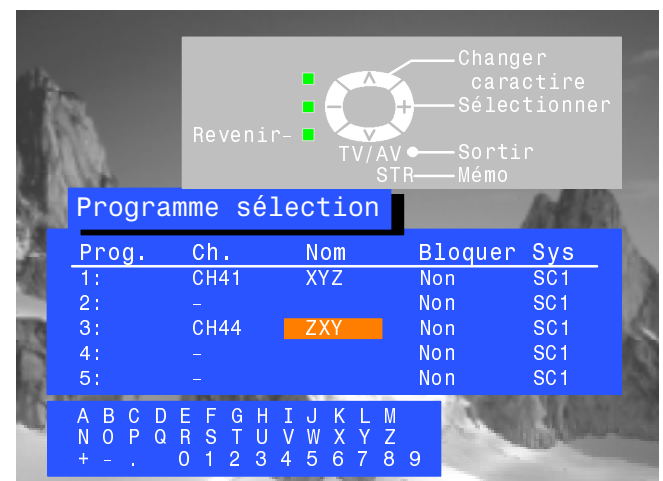 Changer
caractire
Sélectionner
Revenir-
TV/AV Sortir
STR Mémo
Programme sélection
Prog. Ch. Nom Bloquer Sys
1: CH41 XYZ Non SC1
2: - Non SC1
3: CH44 ZXY Non SC1
4: - Non SC1
5: - Non SC1
A B C D E F G H I J K L M
N O P Q R S T U V W X Y Z
+ - . 0 1 2 3 4 5 6 7 8 9